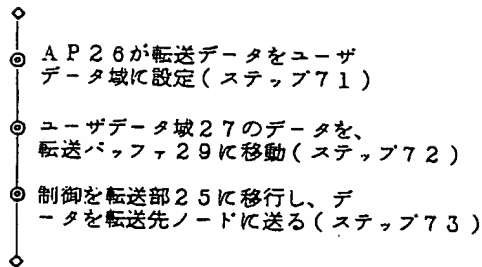 AP26が転送データをユーザ
データ域に設定(ステップ71)
ユーザデータ域27のデータを、
転送バッファ29に移動(ステップ72)
制御を転送部25に移行し、デ
ータを転送先ノードに送る(ステップ73)